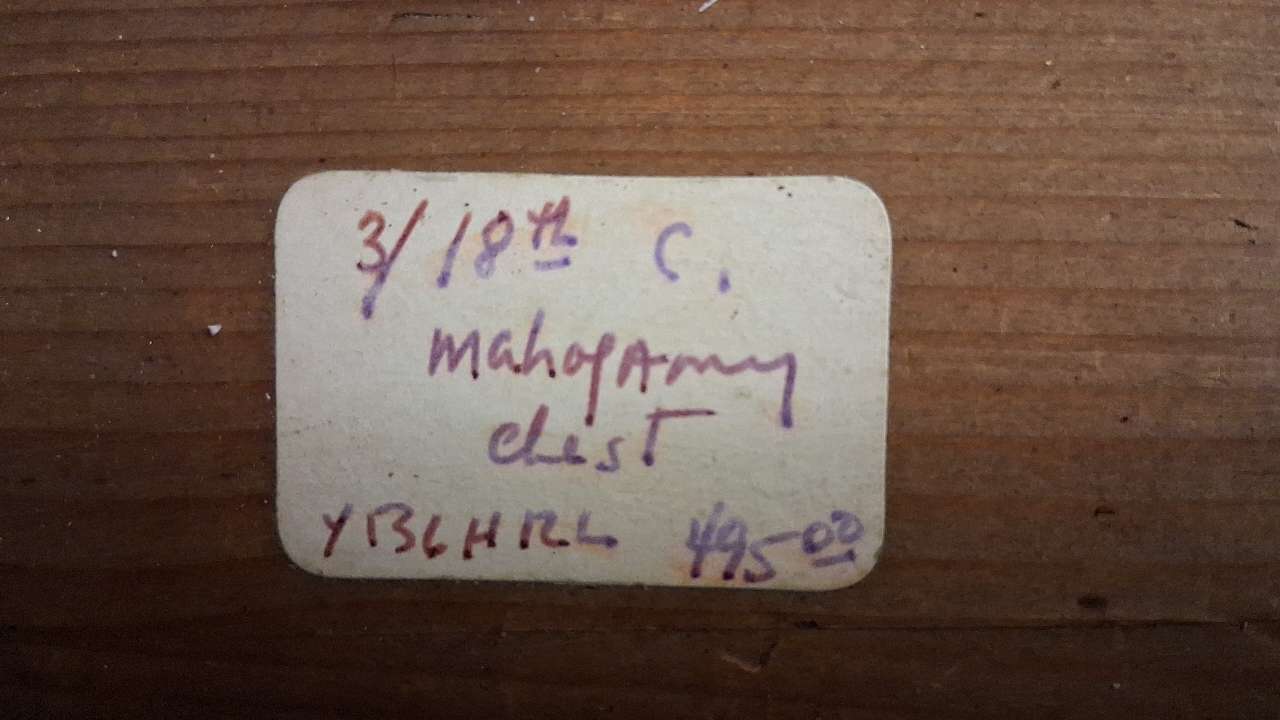 3/ 18th C.
mahogAny
chest
YBLHRL 495.00